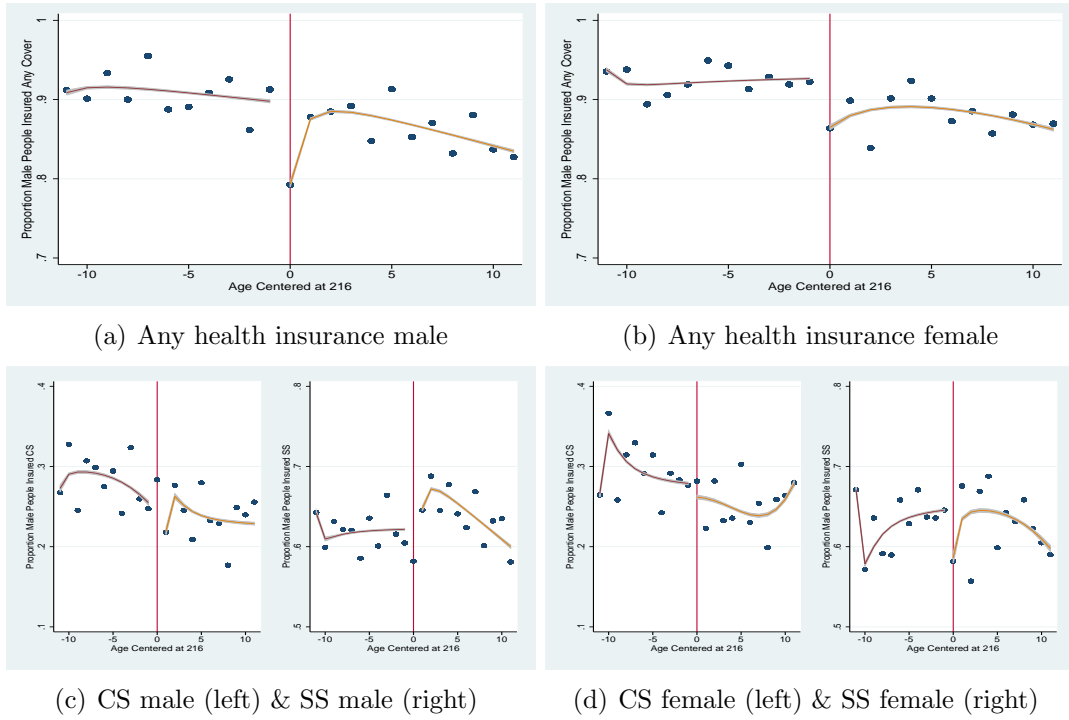 Proportion Male People Insured Any Cover
1
.9
.8
.7
-10 -5 0 5 10
Age Centered at 216
(a) Any health insurance male
Proportion Male People Insured Any Cover
1
.9
.8
.7
-10 -5 0 5 10
Age Centered at 216
(b) Any health insurance female
Proportion Male People Insured CS
.4
.3
.2
.1
-10 -5 0 5 10
Age Centered at 216
Proportion Male People Insured SS
.8
.7
.6
.5
-10 -5 0 5 10
Age Centered at 216
(c) CS male (left) & SS male (right)
Proportion Male People Insured CS
.4
.3
.2
.1
-10 -5 0 5 10
Age Centered at 216
Proportion Male People Insured SS
.8
.7
.6
.5
-10 -5 0 5 10
Age Centered at 216
(d) CS female (left) & SS female (right)